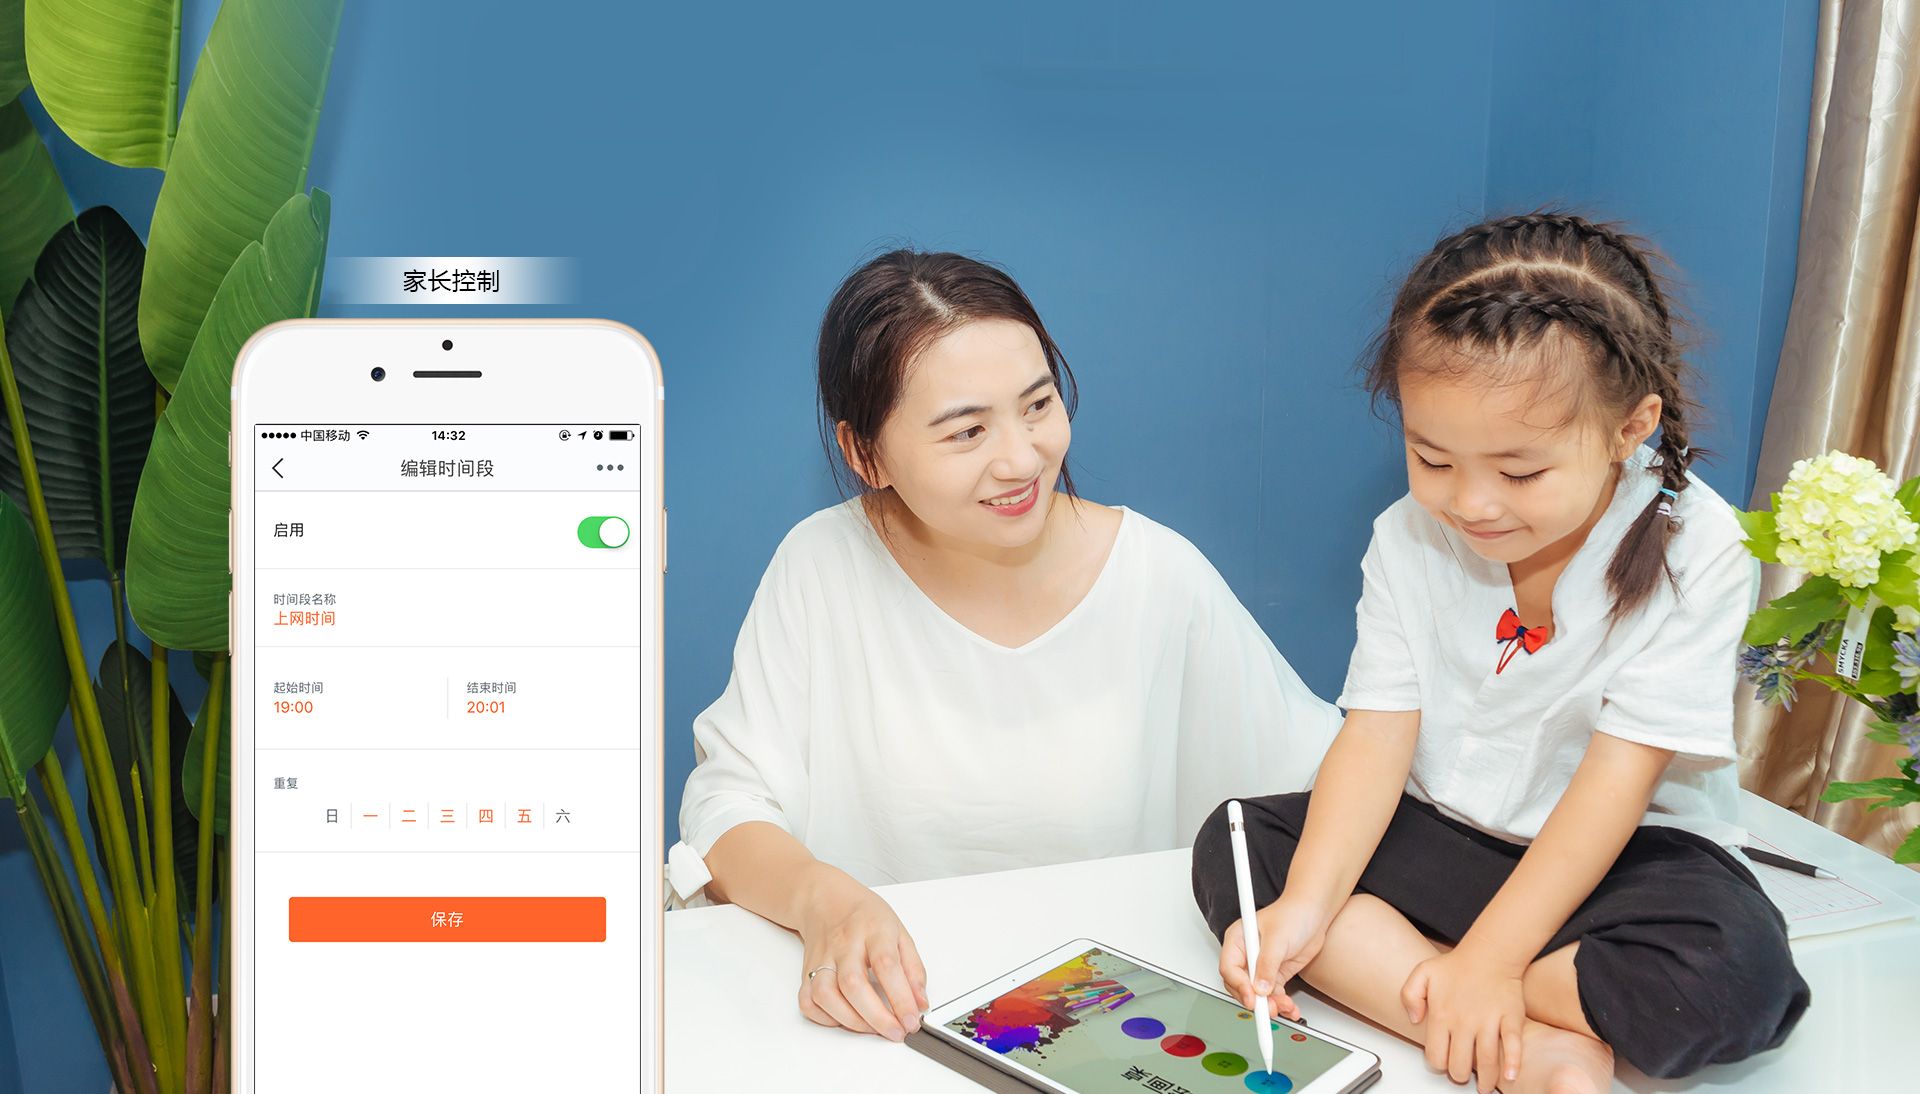 家长控制
中国移动
14:32
编辑时间段
启用
时间段名称
上网时间
起始时间 结束时间
19:00 20:01
重复
日 一 二 三 四 五 六
保存
SMYCKA